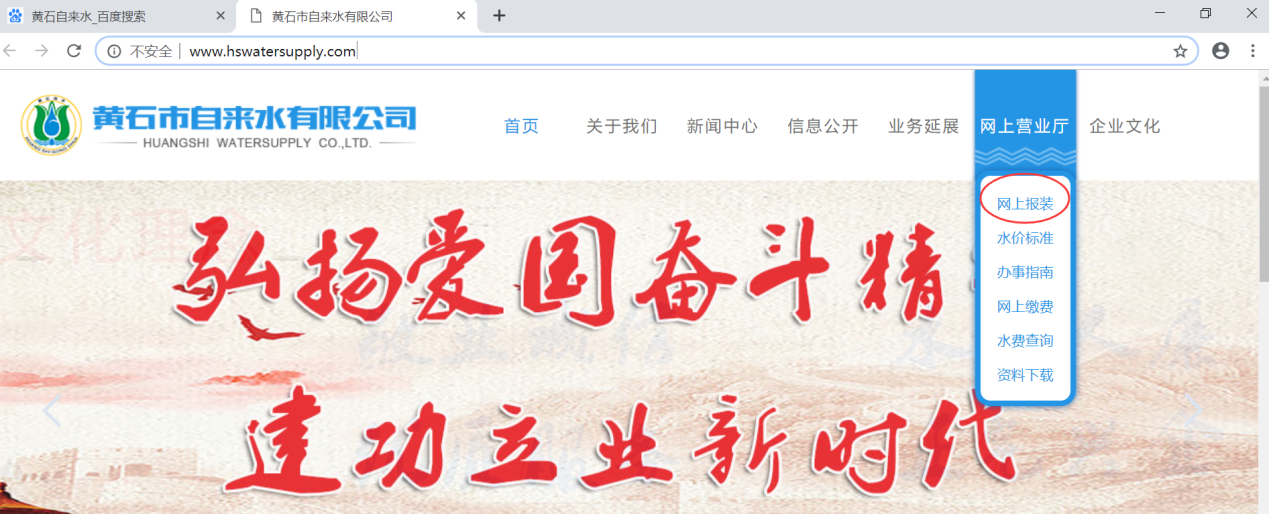 黄石自来水_百度搜索
黄石市自来水有限公司
不安全 | www.hswatersupply.com
黄石市自来水有限公司
HUANGSHI WATERSUPPLY CO.,LTD.
首页 关于我们 新闻中心 信息公开 业务延展 网上营业厅 企业文化
网上报装
水价标准
办事指南
网上缴费
水费查询
资料下载
弘扬爱国奋斗精
建功立业新时代